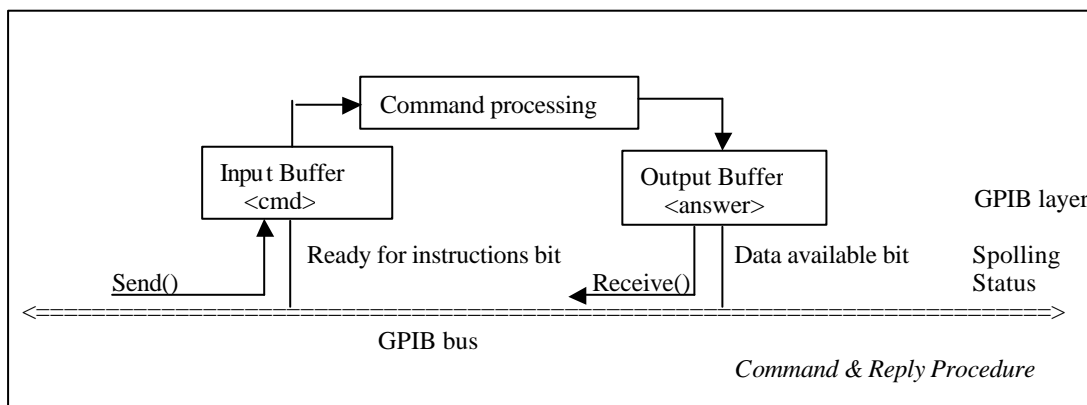 Command processing
Input Buffer
<cmd>
Output Buffer
<answer>
GPIB layer
Ready for instructions bit
Data available bit
Spolling
Status
Send()
Receive()
<======================================================================>
GPIB bus
Command & Reply Procedure